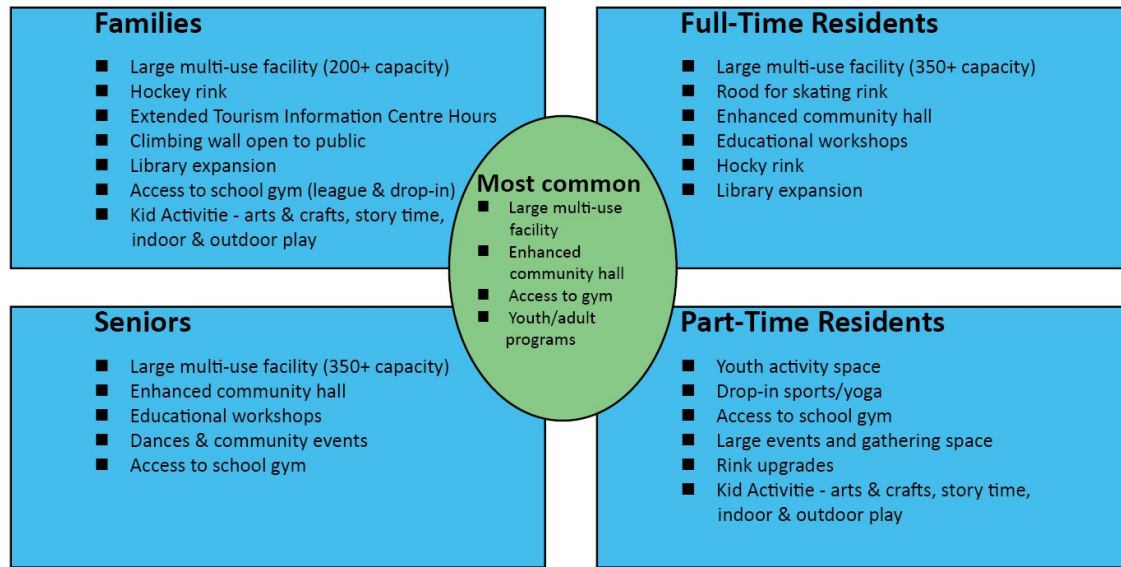 Families
Large multi-use facility (200+ capacity)
Hockey rink
Extended Tourism Information Centre Hours
Climbing wall open to public
Library expansion
Access to school gym (league & drop-in)
Kid Activitie - arts & crafts, story time,
indoor & outdoor play
Full-Time Residents
Large multi-use facility (350+ capacity)
Rood for skating rink
Enhanced community hall
Educational workshops
Hocky rink
Library expansion
Most common
Large multi-use
facility
Enhanced
community hall
Access to gym
Youth/adult
programs
Seniors
Large multi-use facility (350+ capacity)
Enhanced community hall
Educational workshops
Dances & community events
Access to school gym
Part-Time Residents
Youth activity space
Drop-in sports/yoga
Access to school gym
Large events and gathering space
Rink upgrades
Kid Activitie - arts & crafts, story time,
indoor & outdoor play